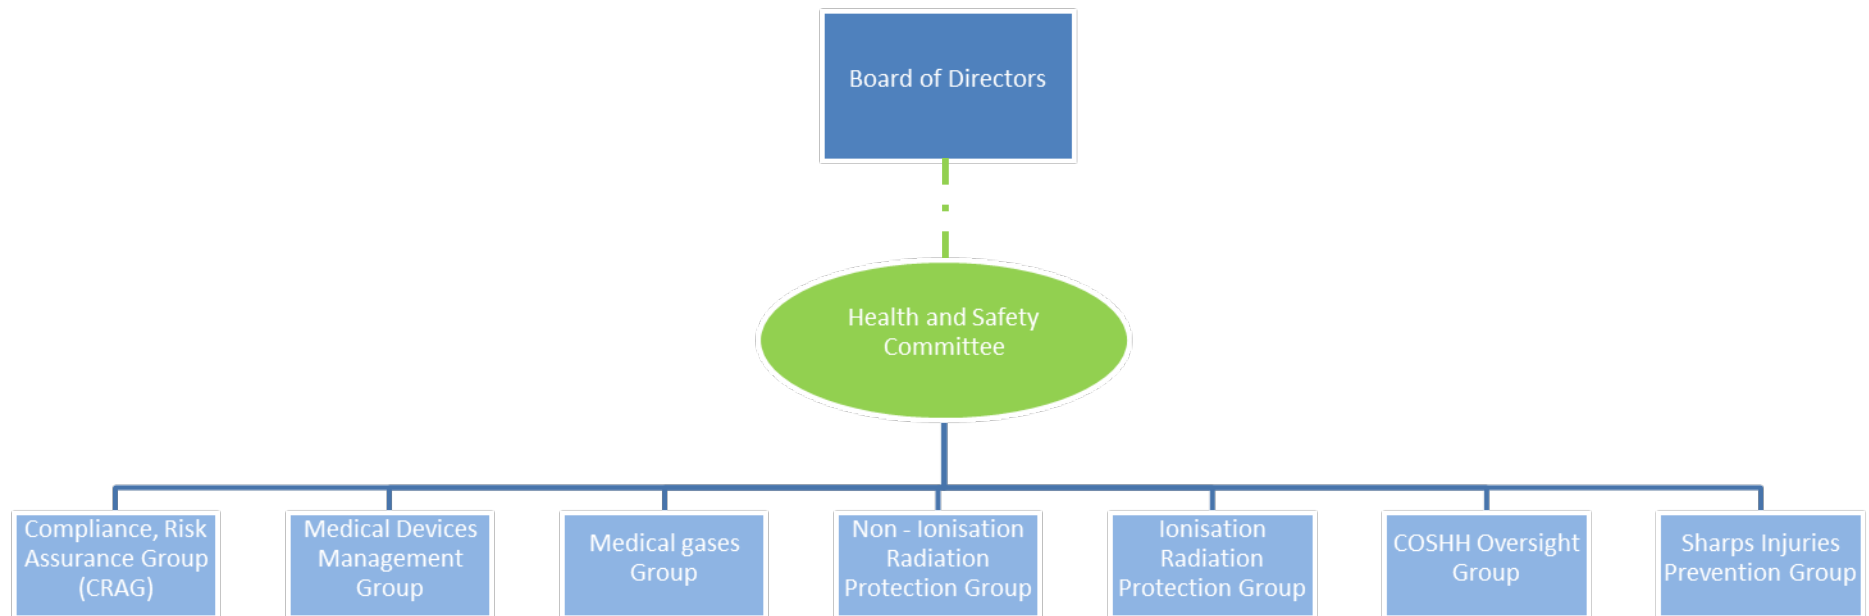 Board of Directors
Health and Safety
Committee
Compliance, Risk
Assurance Group
(CRAG)
Medical Devices
Management
Group
Medical gases
Group
Non - Ionisation
Radiation
Protection Group
Ionisation
Radiation
Protection Group
COSHH Oversight
Group
Sharps Injuries
Prevention Group